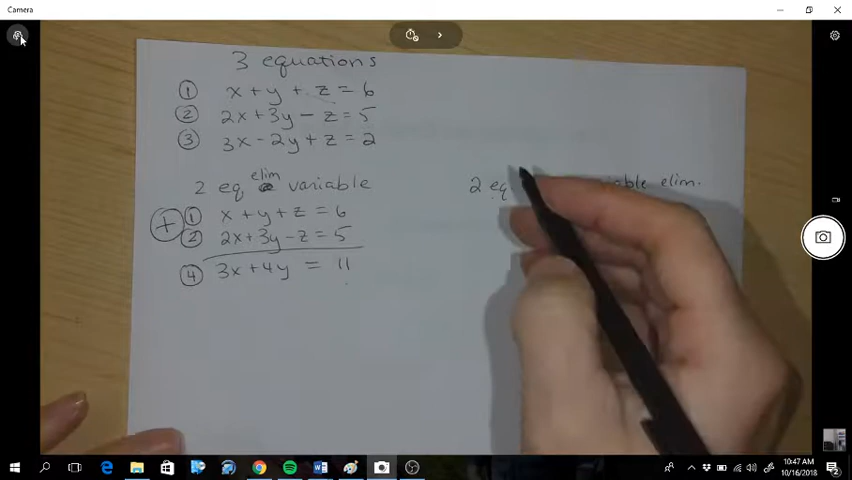 Camera
3 equations
① x + y + z = 6
② 2x + 3y - z = 5
③ 3x - 2y + z = 2
2 eq elim variable
+ ① x + y + z = 6
② 2x + 3y - z = 5
④ 3x + 4y = 11
2 eq. elim.
10:47 AM
10/16/2018